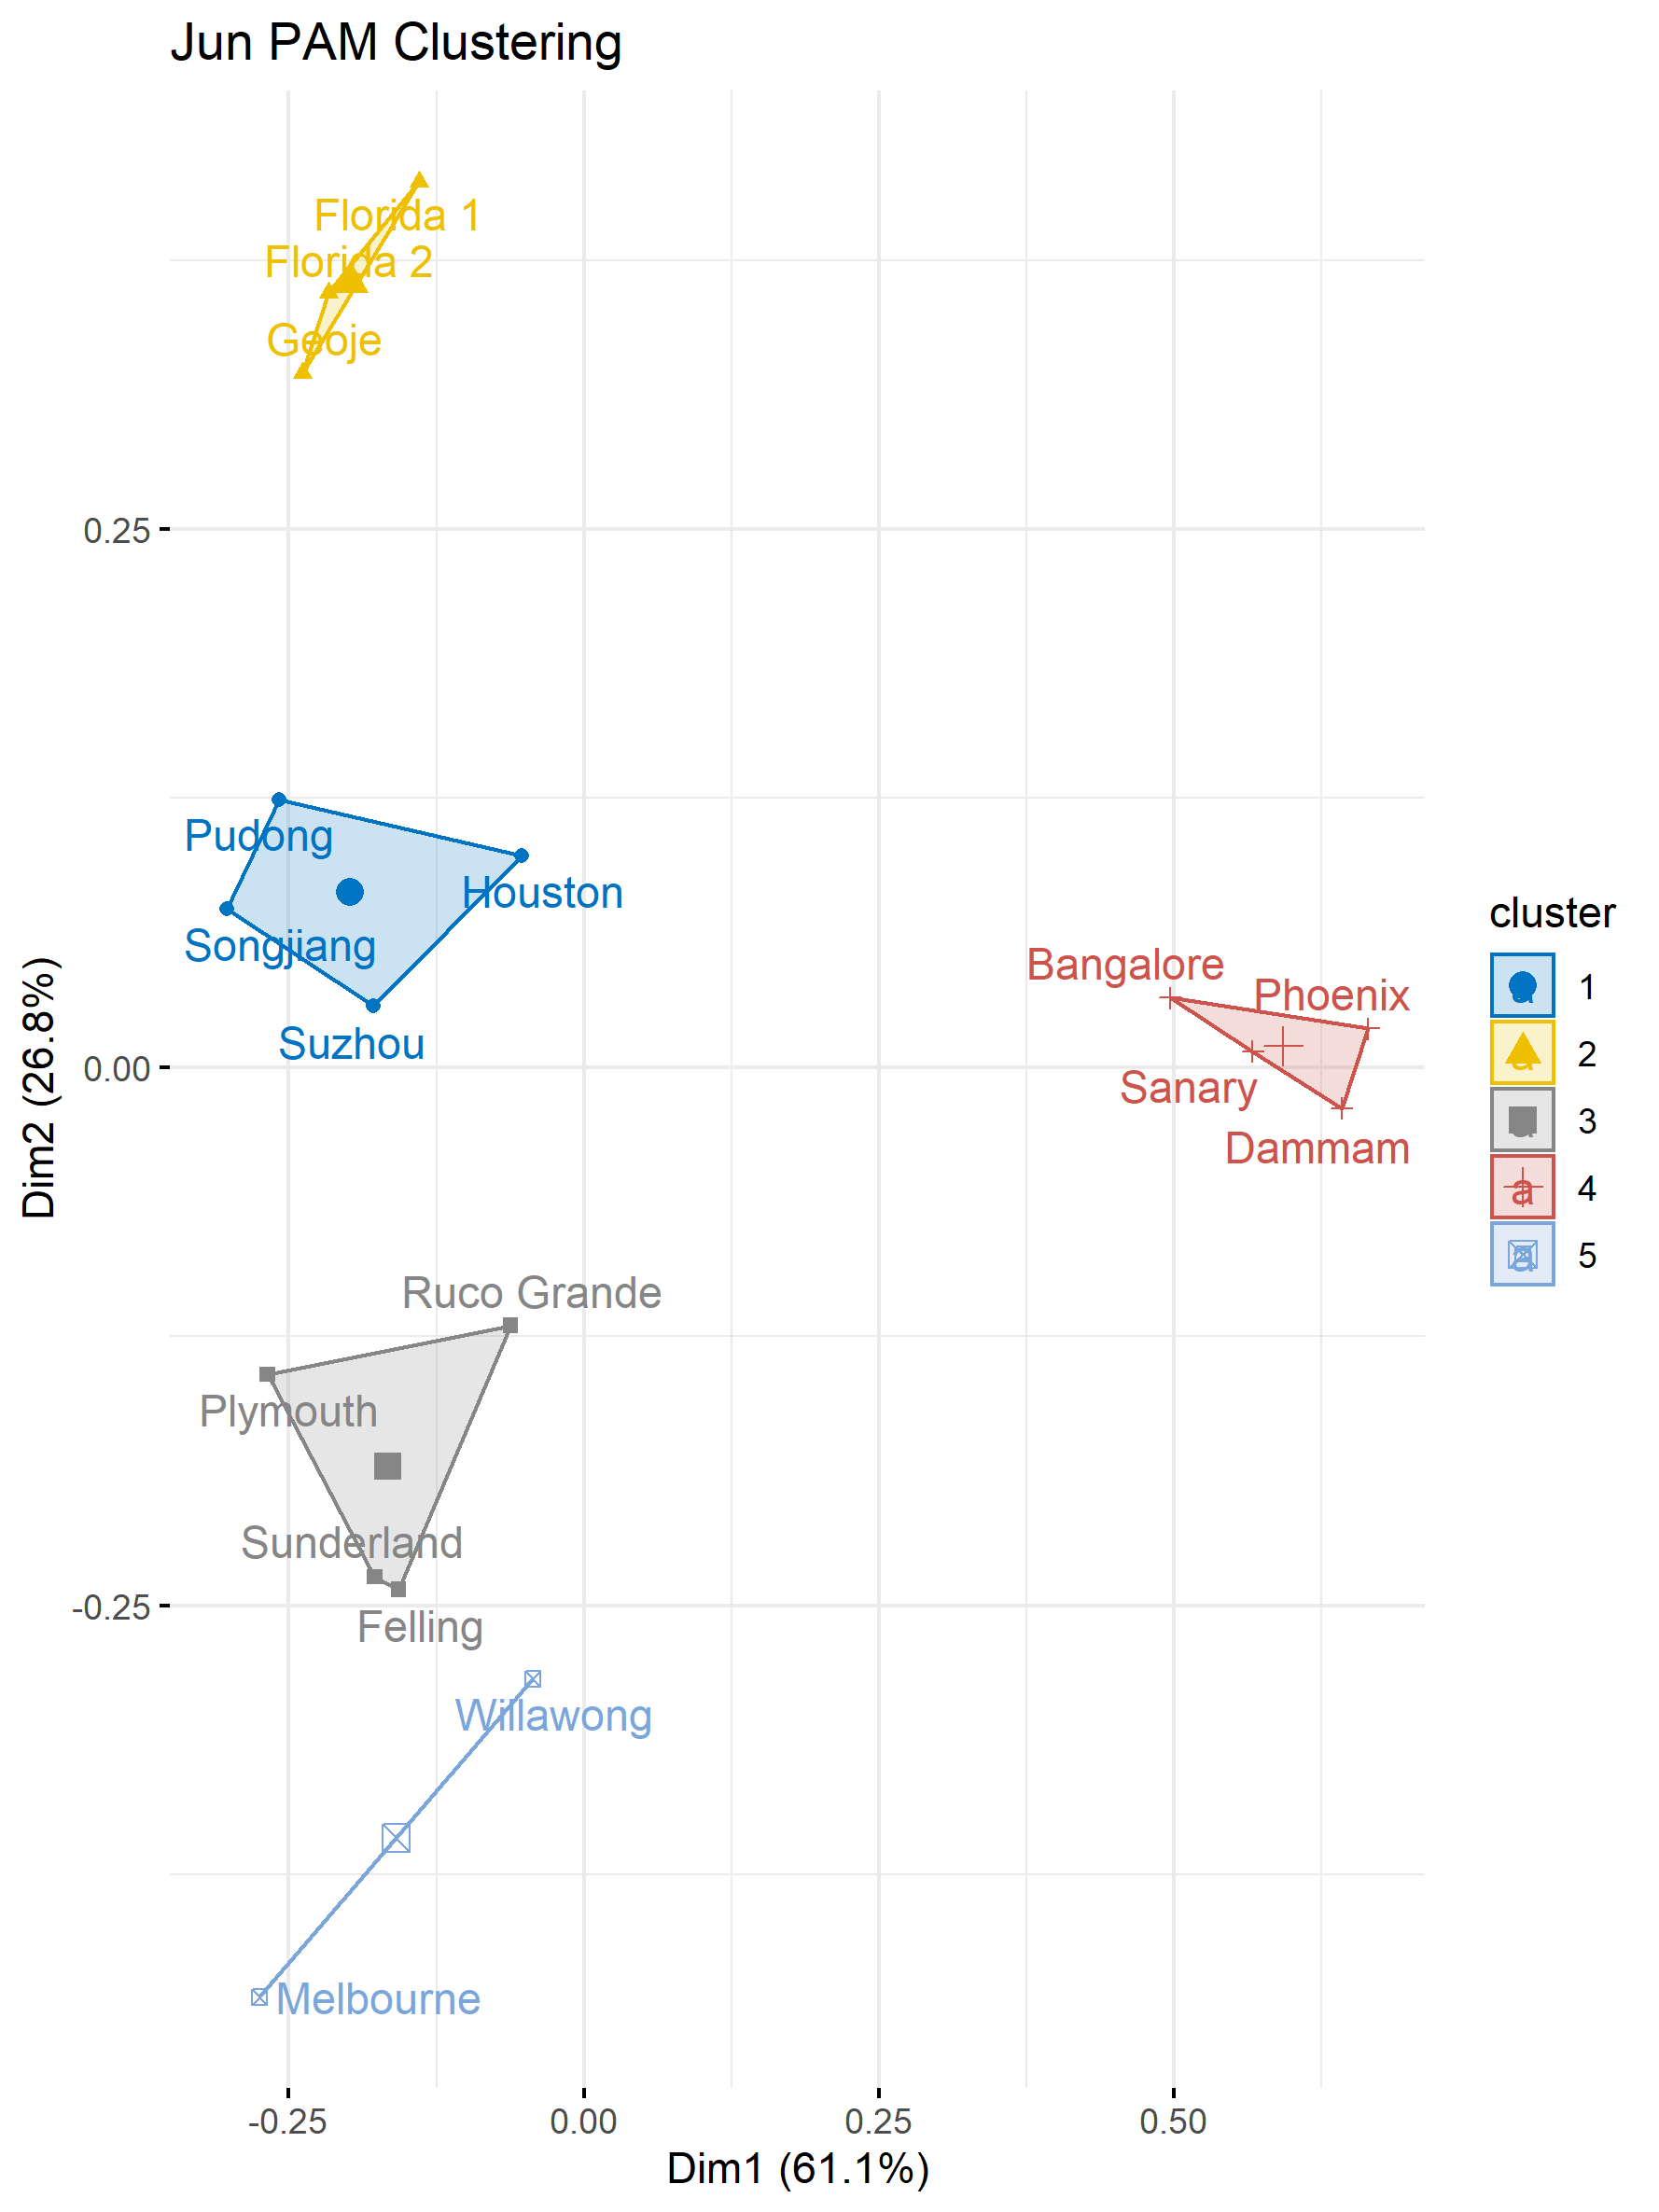 Jun PAM Clustering
Florida 1
Florida 2
Geoje
0.25
Pudong
Houston
Songjiang
Suzhou
0.00
Bangalore
Phoenix
Sanary
Dammam
Dim2 (26.8%)
Ruco Grande
Plymouth
Sunderland
Felling
-0.25
Willawong
Melbourne
-0.25 0.00 0.25 0.50
Dim1 (61.1%)
cluster
a 1
a 2
a 3
a 4
a 5